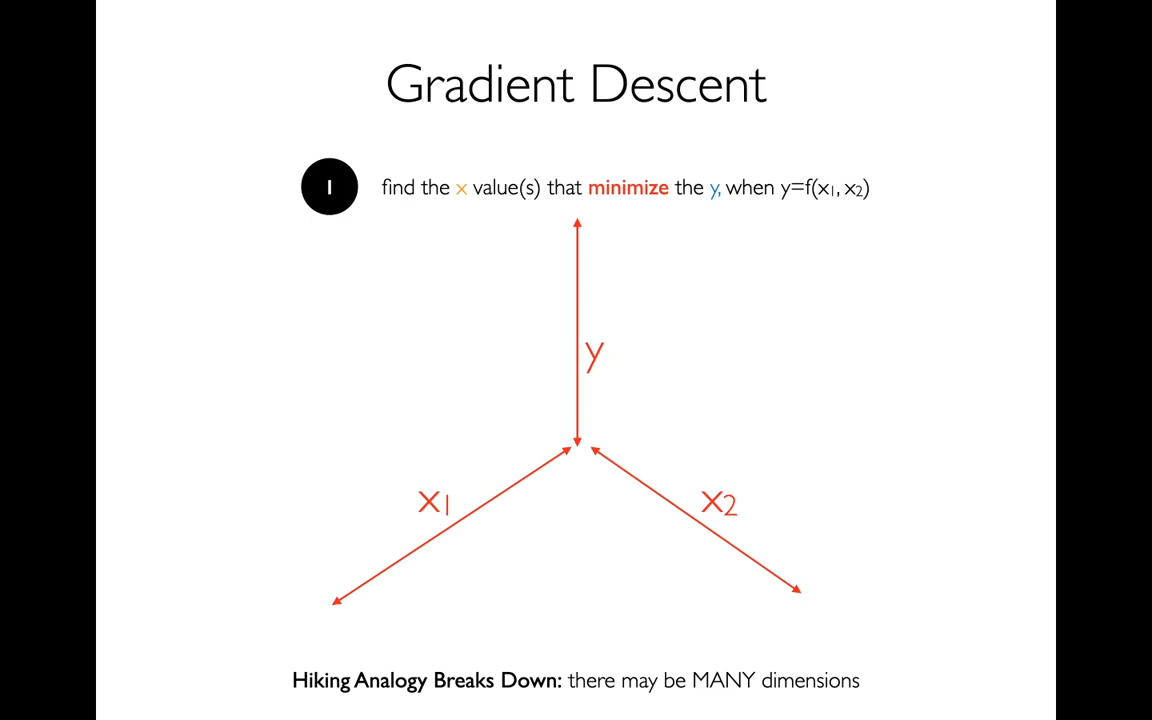 Gradient Descent
1 find the x value(s) that minimize the y, when y=f(x1, x2)
y
x1
x2
Hiking Analogy Breaks Down: there may be MANY dimensions